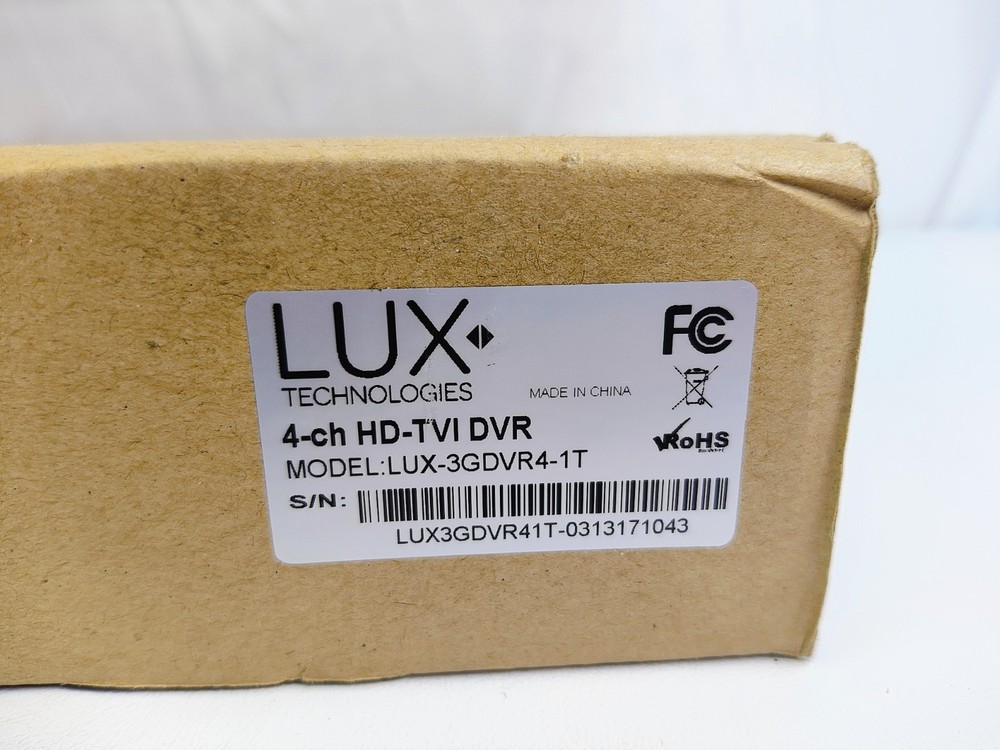 LUX
TECHNOLOGIES
MADE IN CHINA
FC
4-ch HD-TVI DVR
RoHS
MODEL:LUX-3GDVR4-1T
S/N:
LUX3GDVR41T-0313171043